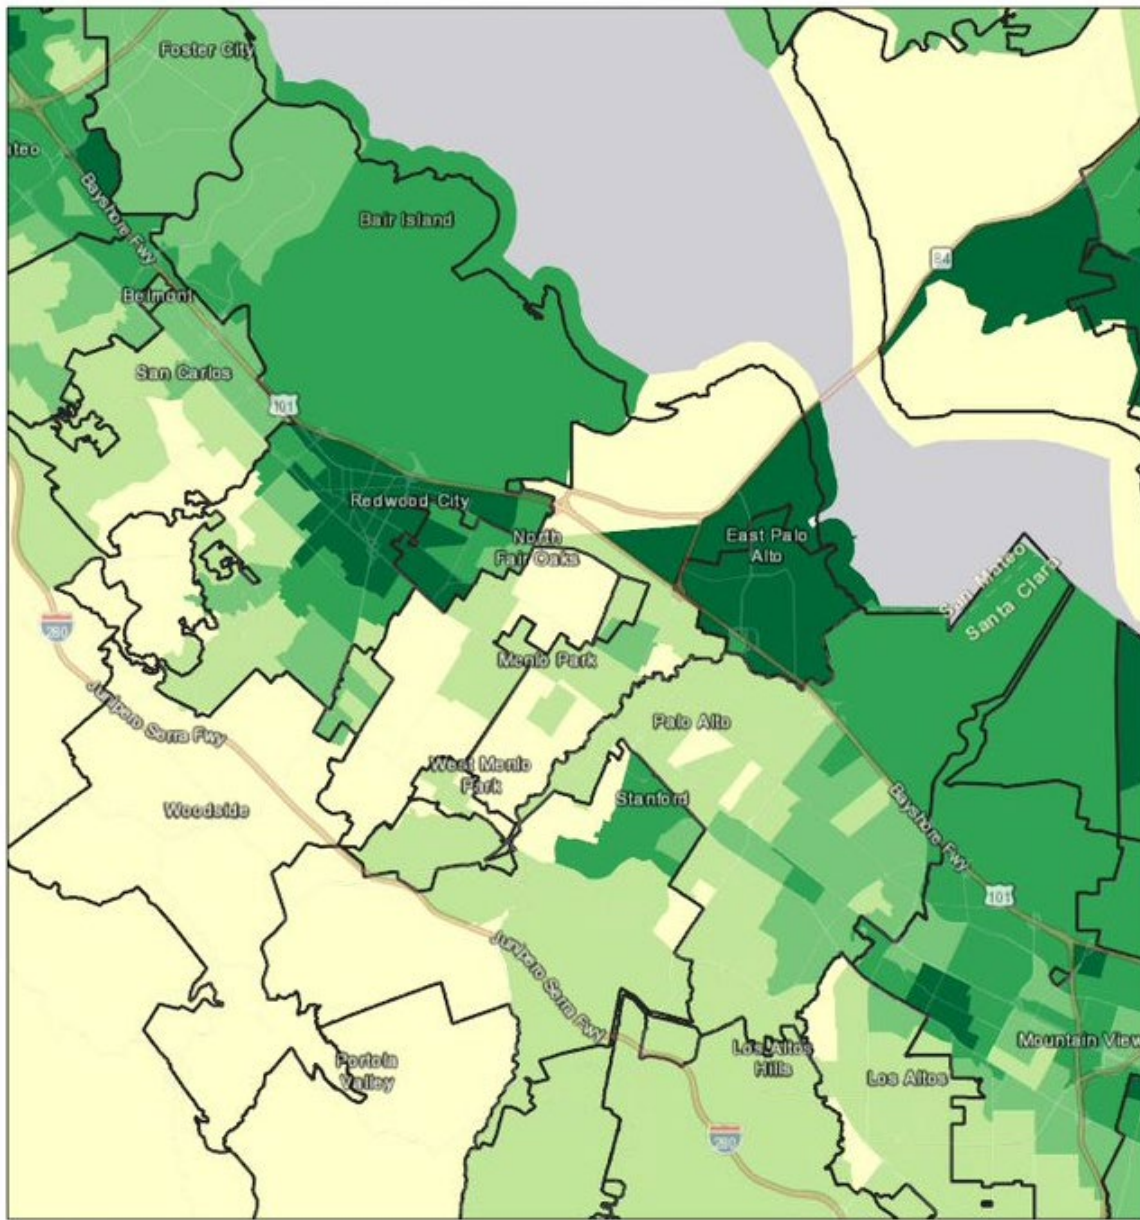 Foster City
ateo
Bayshore Fwy
Bair Island
84
Belmont
San Carlos
101
Redwood City
North
Fair Oaks
East Palo
Alto
San Mateo
Santa Clara
280
Menlo Park
Junipero Serra Fwy
Palo Alto
West Menlo
Park
Stanford
Woodside
Bayshore Fwy
101
Junipero Serra Fwy
Portola
Valley
Los Altos
Hills
Los Altos
Mountain View
280